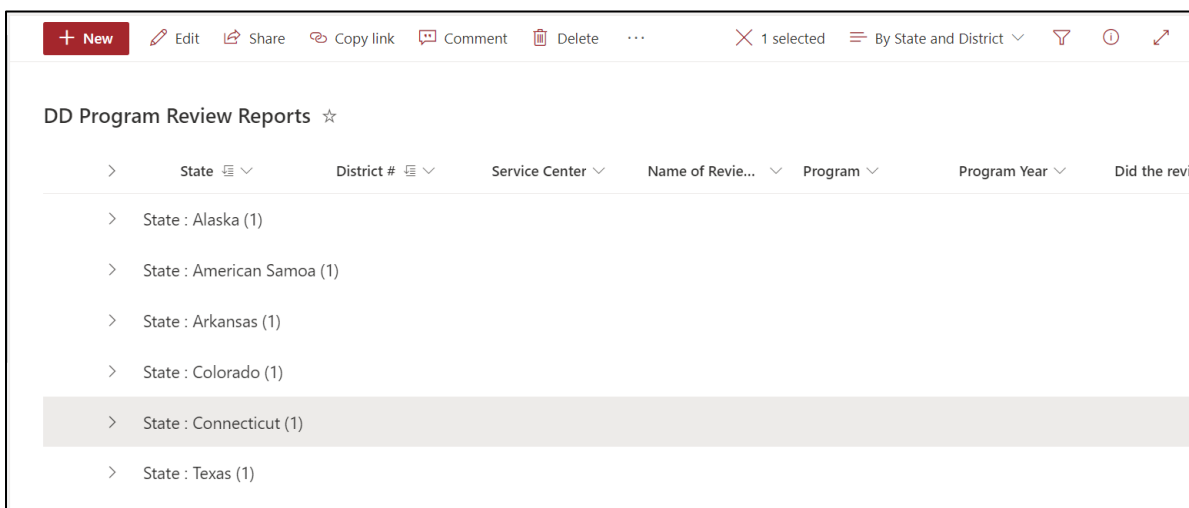 + New Edit Share Copy link Comment Delete ... 1 selected By State and District
DD Program Review Reports
State District # Service Center Name of Revie... Program Program Year Did the revi
State : Alaska (1)
State : American Samoa (1)
State : Arkansas (1)
State : Colorado (1)
State : Connecticut (1)
State : Texas (1)